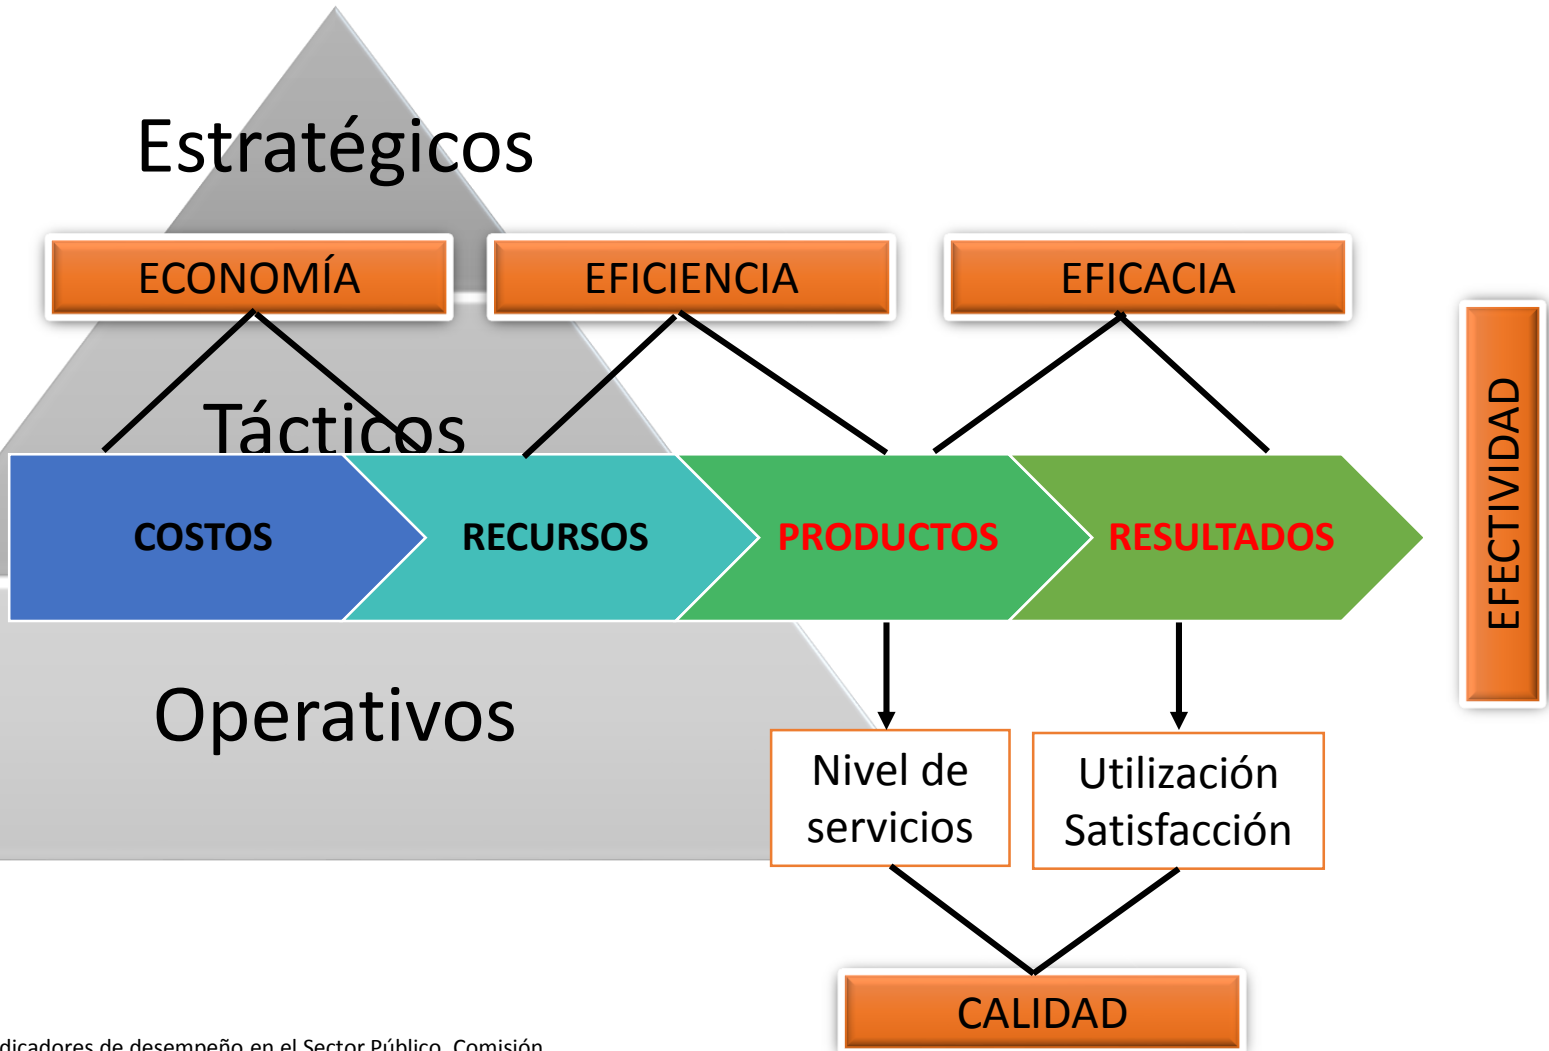 Estratégicos
ECONOMÍA
EFICIENCIA
EFICACIA
EFECTIVIDAD
Tácticos
COSTOS
RECURSOS
PRODUCTOS
RESULTADOS
Operativos
Nivel de
servicios
Utilización
Satisfacción
CALIDAD
dicadores de desempeño en el Sector Público. Comisión